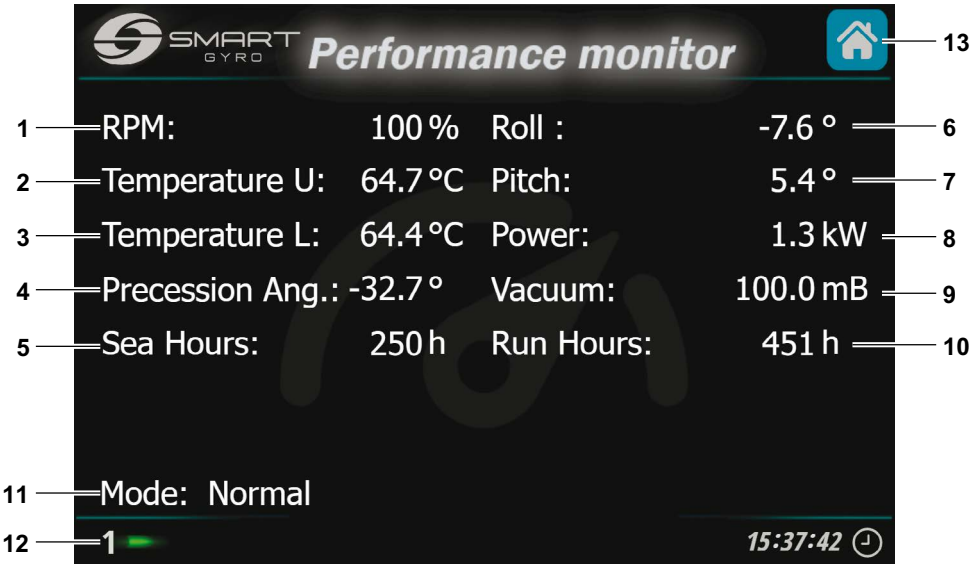 SMART
GYRO
Performance monitor
13
1 RPM: 100 % Roll : -7.6 ° 6
2 Temperature U: 64.7 °C Pitch: 5.4 ° 7
3 Temperature L: 64.4 °C Power: 1.3 kW 8
4 Precession Ang.: -32.7 ° Vacuum: 100.0 mB 9
5 Sea Hours: 250 h Run Hours: 451 h 10
11 Mode: Normal
12 1 15:37:42